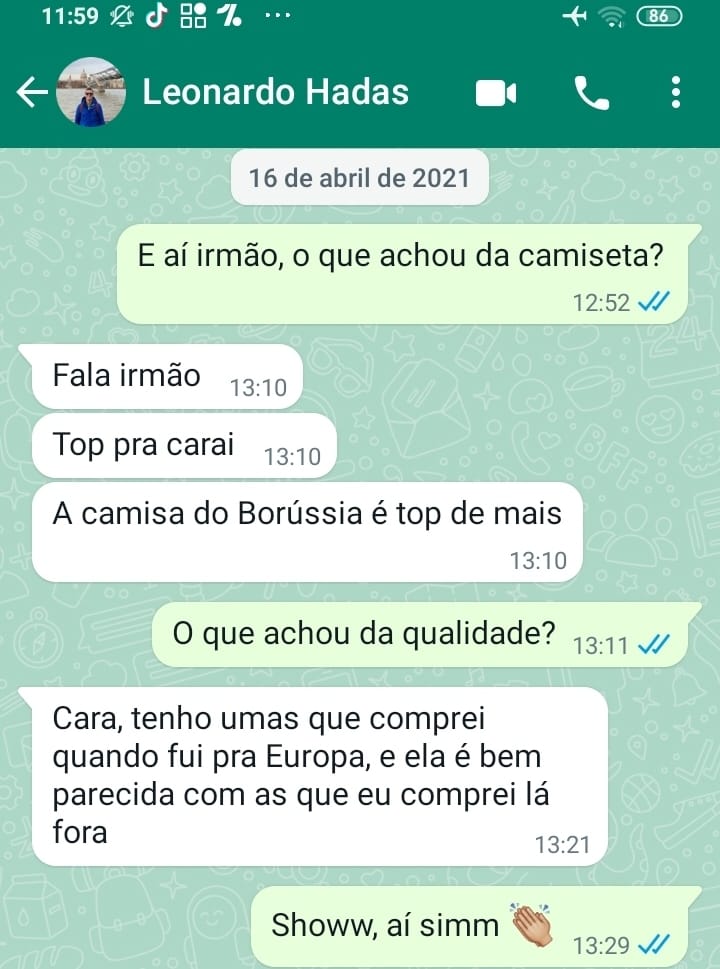 11:59
86
Leonardo Hadas
16 de abril de 2021
E aí irmão, o que achou da camiseta?
12:52
Fala irmão 13:10
Top pra carai 13:10
A camisa do Borússia é top de mais
13:10
O que achou da qualidade? 13:11
Cara, tenho umas que comprei
quando fui pra Europa, e ela é bem
parecida com as que eu comprei lá
fora
13:21
Showw, aí simm 👏🏼 13:29